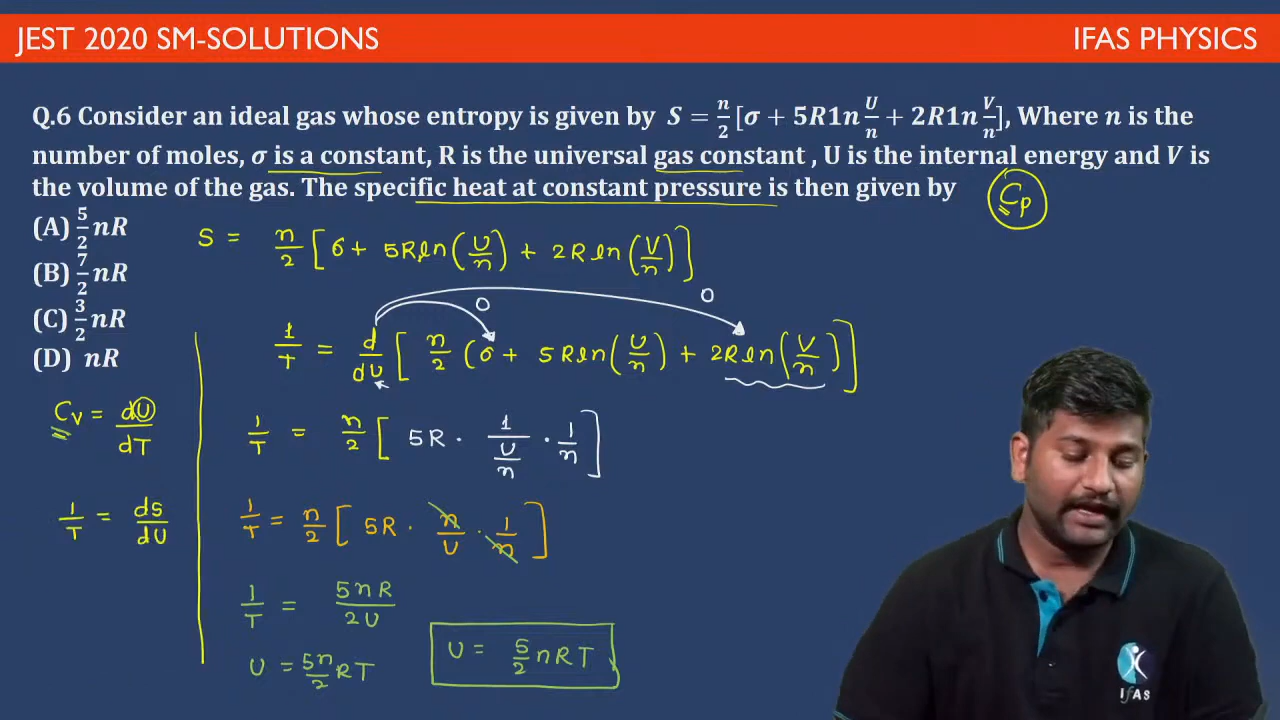 JEST 2020 SM-SOLUTIONS
IFAS PHYSICS
Q.6 Consider an ideal gas whose entropy is given by S = n/2 [σ + 5R1n U/n + 2R1n V/n], Where n is the
number of moles, σ is a constant, R is the universal gas constant , U is the internal energy and V is
the volume of the gas. The specific heat at constant pressure is then given by
Cp
(A) 5/2 nR
(B) 7/2 nR
(C) 3/2 nR
(D) nR
S = n/2 [σ + 5R ln (U/n) + 2R ln (V/n)]
0
0
1/T = d/dU [ n/2 (σ + 5R ln (U/n) + 2R ln (V/n)) ]
Cv = dU/dT
1/T = n/2 [ 5R · 1/(U/n) · 1/n ]
1/T = dS/dU
1/T = n/2 [ 5R · n/U · 1/n ]
1/T = 5nR/2U
U = 5n/2 RT
U = 5/2 nRT
IFAS